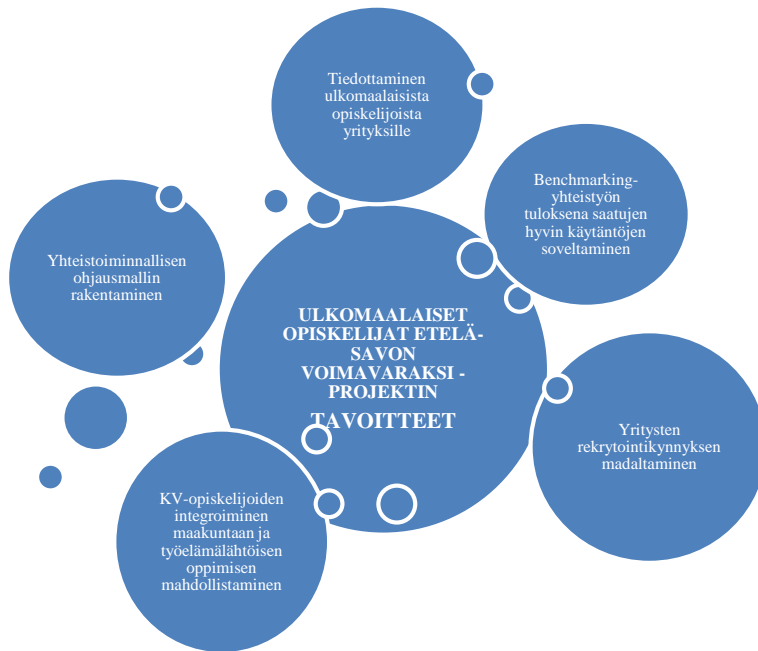 Tiedottaminen
ulkomaalaisista
opiskelijoista
yrityksille
Benchmarking-
yhteistyön
tuloksena saatujen
hyvin käytäntöjen
soveltaminen
Yhteistoiminnallisen
ohjausmallin
rakentaminen
ULKOMAALAISET
OPISKELIJAT ETELÄ-
SAVON
VOIMAVARAKSI -
PROJEKTIN
TAVOITTEET
Yritysten
rekrytointikynnyksen
madaltaminen
KV-opiskelijoiden
integroiminen
maakuntaan ja
työelämälähtöisen
oppimisen
mahdollistaminen